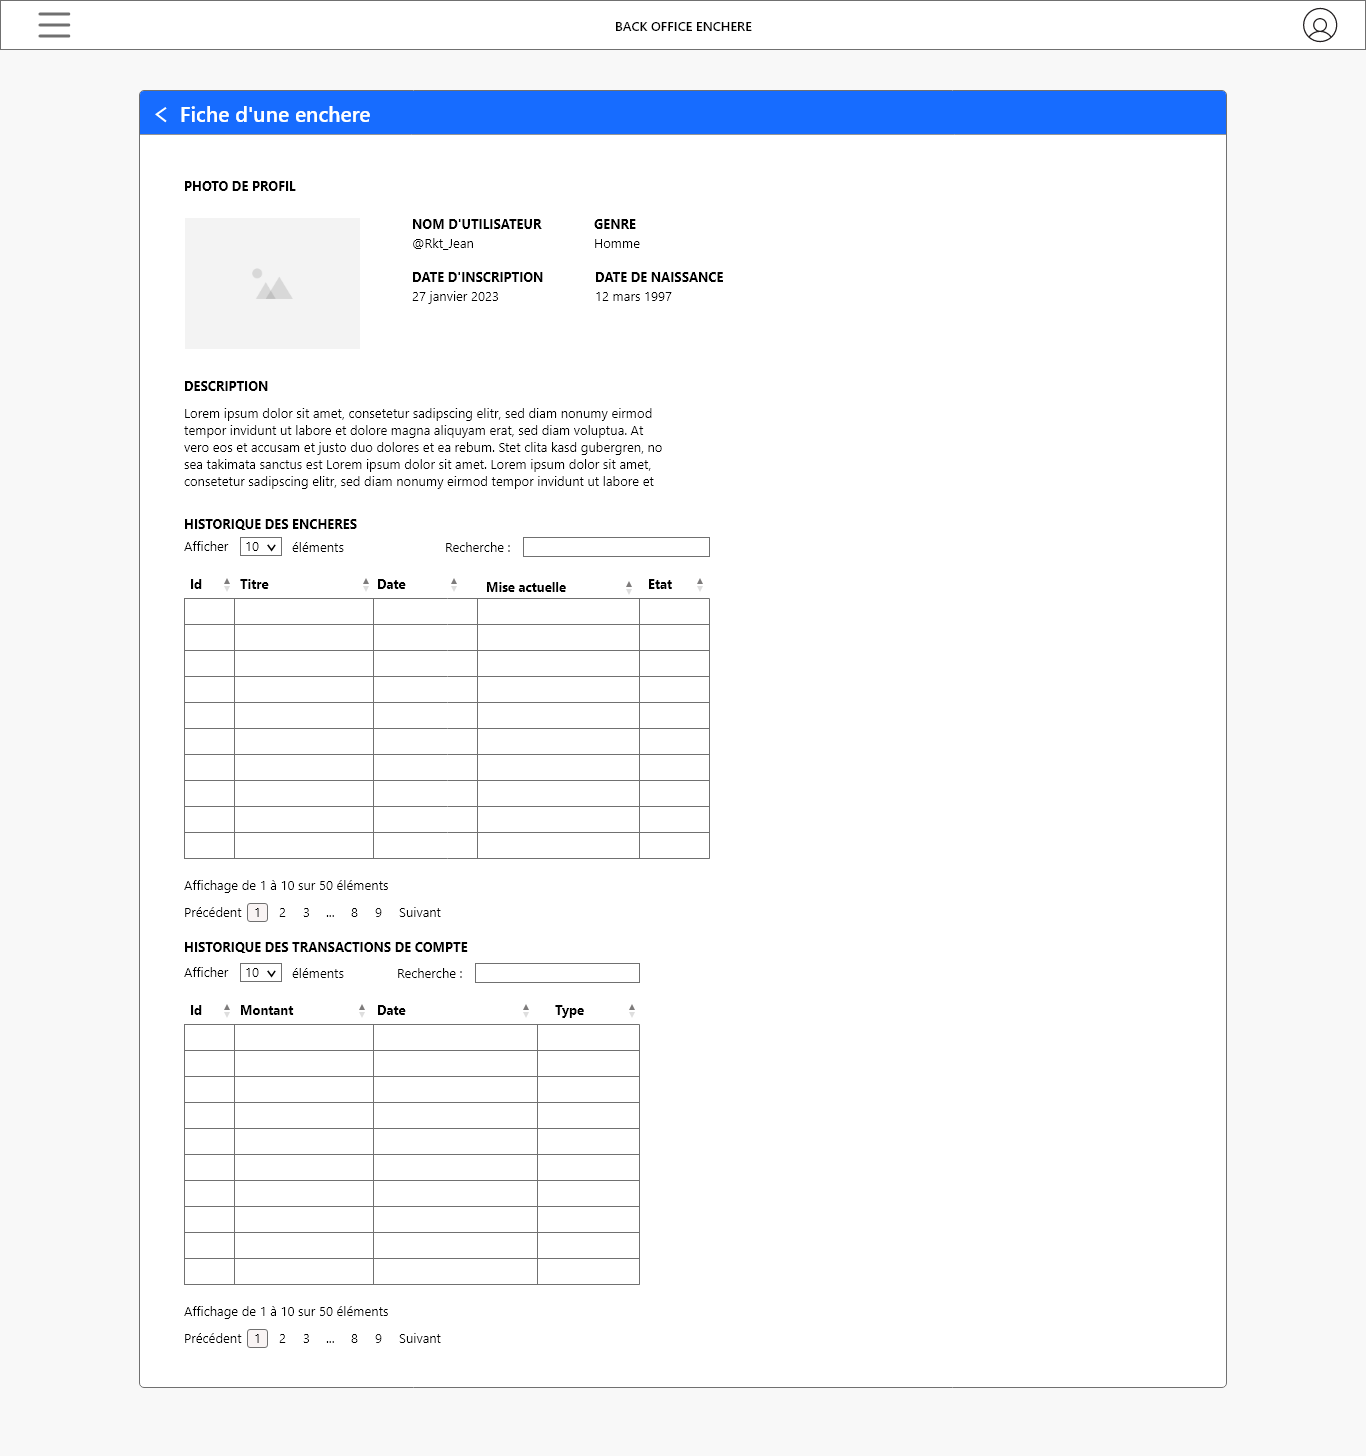 BACK OFFICE ENCHERE
Fiche d'une enchere
PHOTO DE PROFIL
NOM D'UTILISATEUR GENRE
@Rkt_Jean Homme
DATE D'INSCRIPTION DATE DE NAISSANCE
27 janvier 2023 12 mars 1997
DESCRIPTION
Lorem ipsum dolor sit amet, consetetur sadipscing elitr, sed diam nonumy eirmod
tempor invidunt ut labore et dolore magna aliquyam erat, sed diam voluptua. At
vero eos et accusam et justo duo dolores et ea rebum. Stet clita kasd gubergren, no
sea takimata sanctus est Lorem ipsum dolor sit amet. Lorem ipsum dolor sit amet,
consetetur sadipscing elitr, sed diam nonumy eirmod tempor invidunt ut labore et
HISTORIQUE DES ENCHERES
Afficher 10 éléments Recherche :
Id Titre Date Mise actuelle Etat
Affichage de 1 à 10 sur 50 éléments
Précédent 1 2 3 ... 8 9 Suivant
HISTORIQUE DES TRANSACTIONS DE COMPTE
Afficher 10 éléments Recherche :
Id Montant Date Type
Affichage de 1 à 10 sur 50 éléments
Précédent 1 2 3 ... 8 9 Suivant